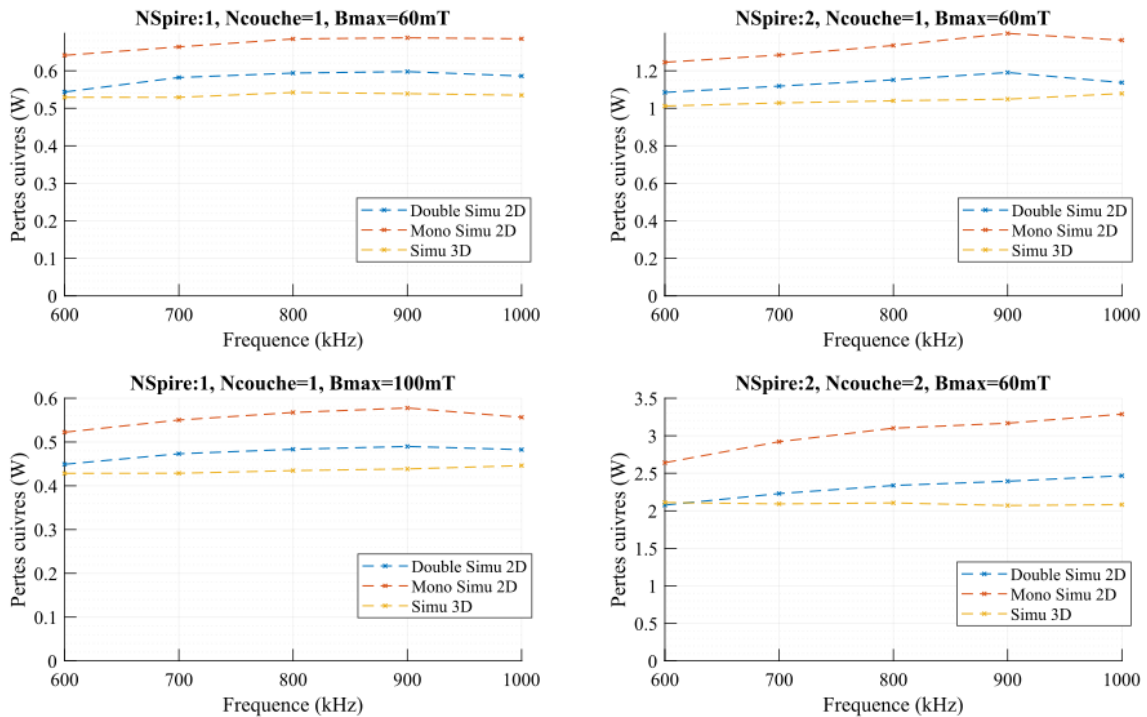 NSpire:1, Ncouche=1, Bmax=60mT
Pertes cuivres (W)
0.6
0.5
0.4
0.3
0.2
0.1
0
600
700
800
900
1000
Frequence (kHz)
Double Simu 2D
Mono Simu 2D
Simu 3D
NSpire:2, Ncouche=1, Bmax=60mT
Pertes cuivres (W)
1.2
1
0.8
0.6
0.4
0.2
0
600
700
800
900
1000
Frequence (kHz)
Double Simu 2D
Mono Simu 2D
Simu 3D
NSpire:1, Ncouche=1, Bmax=100mT
Pertes cuivres (W)
0.6
0.5
0.4
0.3
0.2
0.1
0
600
700
800
900
1000
Frequence (kHz)
Double Simu 2D
Mono Simu 2D
Simu 3D
NSpire:2, Ncouche=2, Bmax=60mT
Pertes cuivres (W)
3.5
3
2.5
2
1.5
1
0.5
0
600
700
800
900
1000
Frequence (kHz)
Double Simu 2D
Mono Simu 2D
Simu 3D